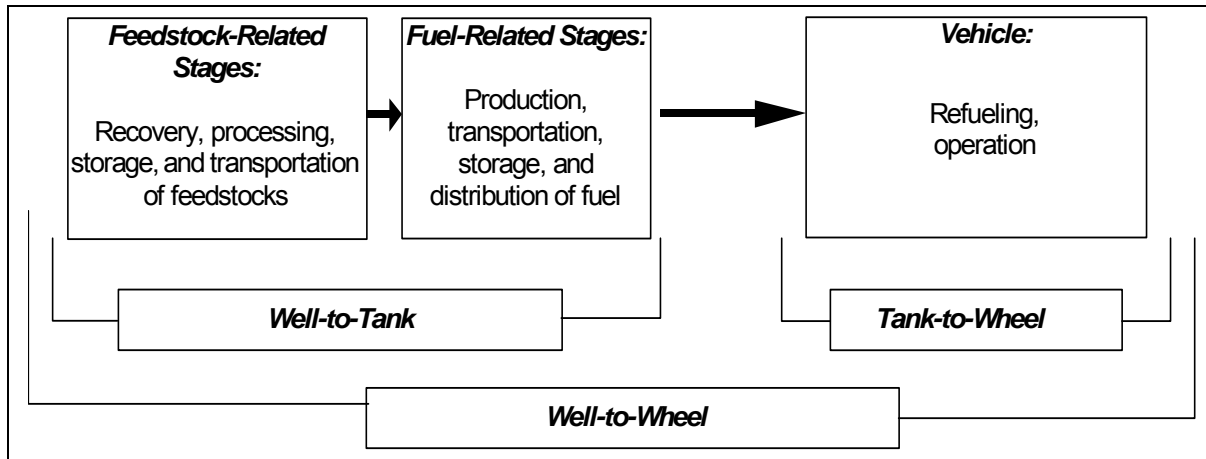 Feedstock-Related
Stages:
Recovery, processing,
storage, and transportation
of feedstocks
Fuel-Related Stages:
Production,
transportation,
storage, and
distribution of fuel
Vehicle:
Refueling,
operation
Well-to-Tank
Tank-to-Wheel
Well-to-Wheel